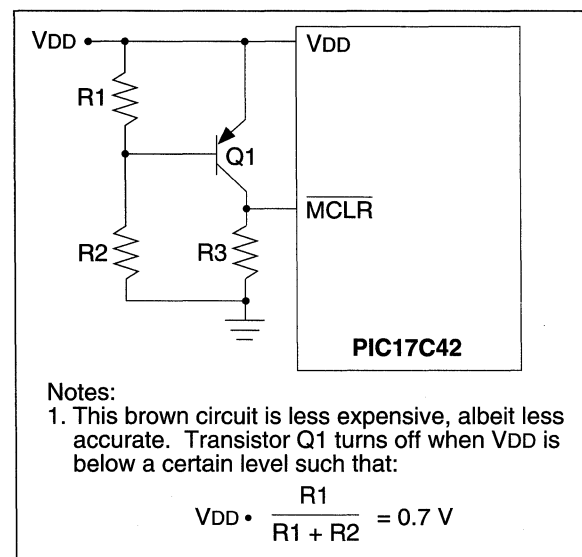 VDD
VDD
R1
Q1
MCLR
R2
R3
PIC17C42
Notes:
1. This brown circuit is less expensive, albeit less
accurate. Transistor Q1 turns off when VDD is
below a certain level such that:
VDD • R1 / R1 + R2 = 0.7 V